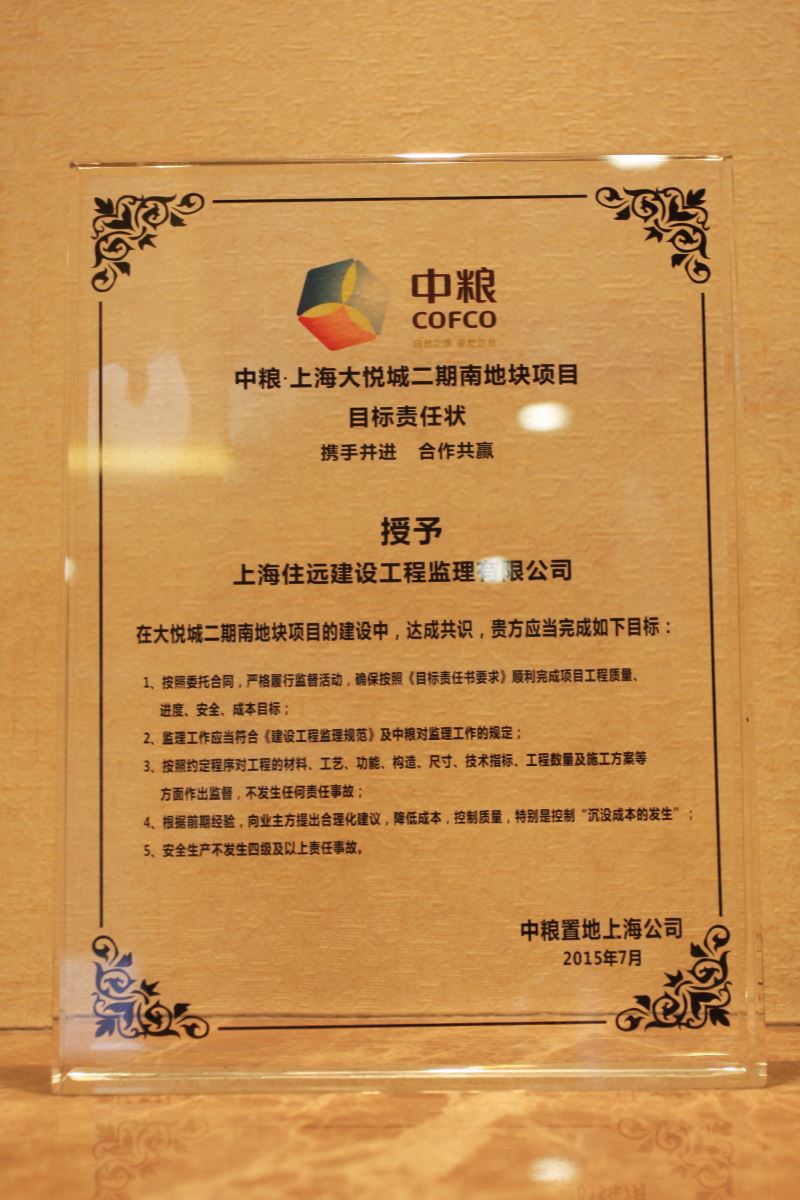 中粮
COFCO
自然之源 重塑你我
中粮·上海大悦城二期南地块项目
目标责任状
携手并进 合作共赢
授予
上海住远建设工程监理有限公司
在大悦城二期南地块项目的建设中，达成共识，贵方应当完成如下目标：
1、按照委托合同，严格履行监督活动，确保按照《目标责任书要求》顺利完成项目工程质量、
进度、安全、成本目标；
2、监理工作应当符合《建设工程监理规范》及中粮对监理工作的规定；
3、按照约定程序对工程的材料、工艺、功能、构造、尺寸、技术指标、工程数量及施工方案等
方面作出监督，不发生任何责任事故；
4、根据前期经验，向业主方提出合理化建议，降低成本，控制质量，特别是控制“沉没成本的发生”；
5、安全生产不发生四级及以上责任事故。
中粮置地上海公司
2015年7月